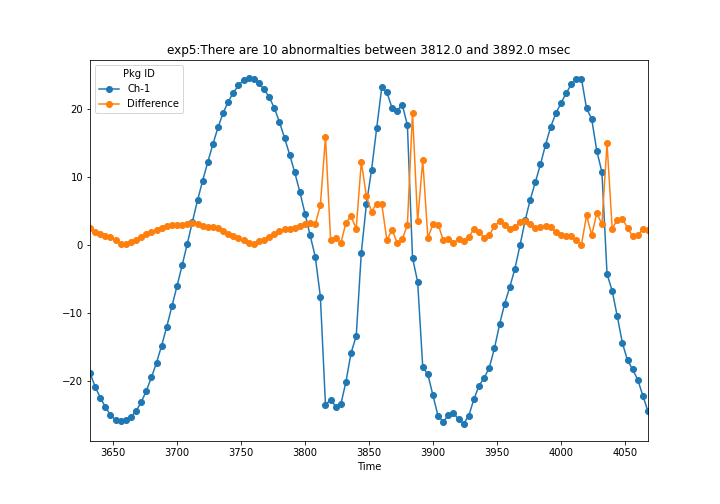 exp5:There are 10 abnormalties between 3812.0 and 3892.0 msec
Pkg ID
Ch-1
Difference
20
10
0
−10
−20
3650 3700 3750 3800 3850 3900 3950 4000 4050
Time